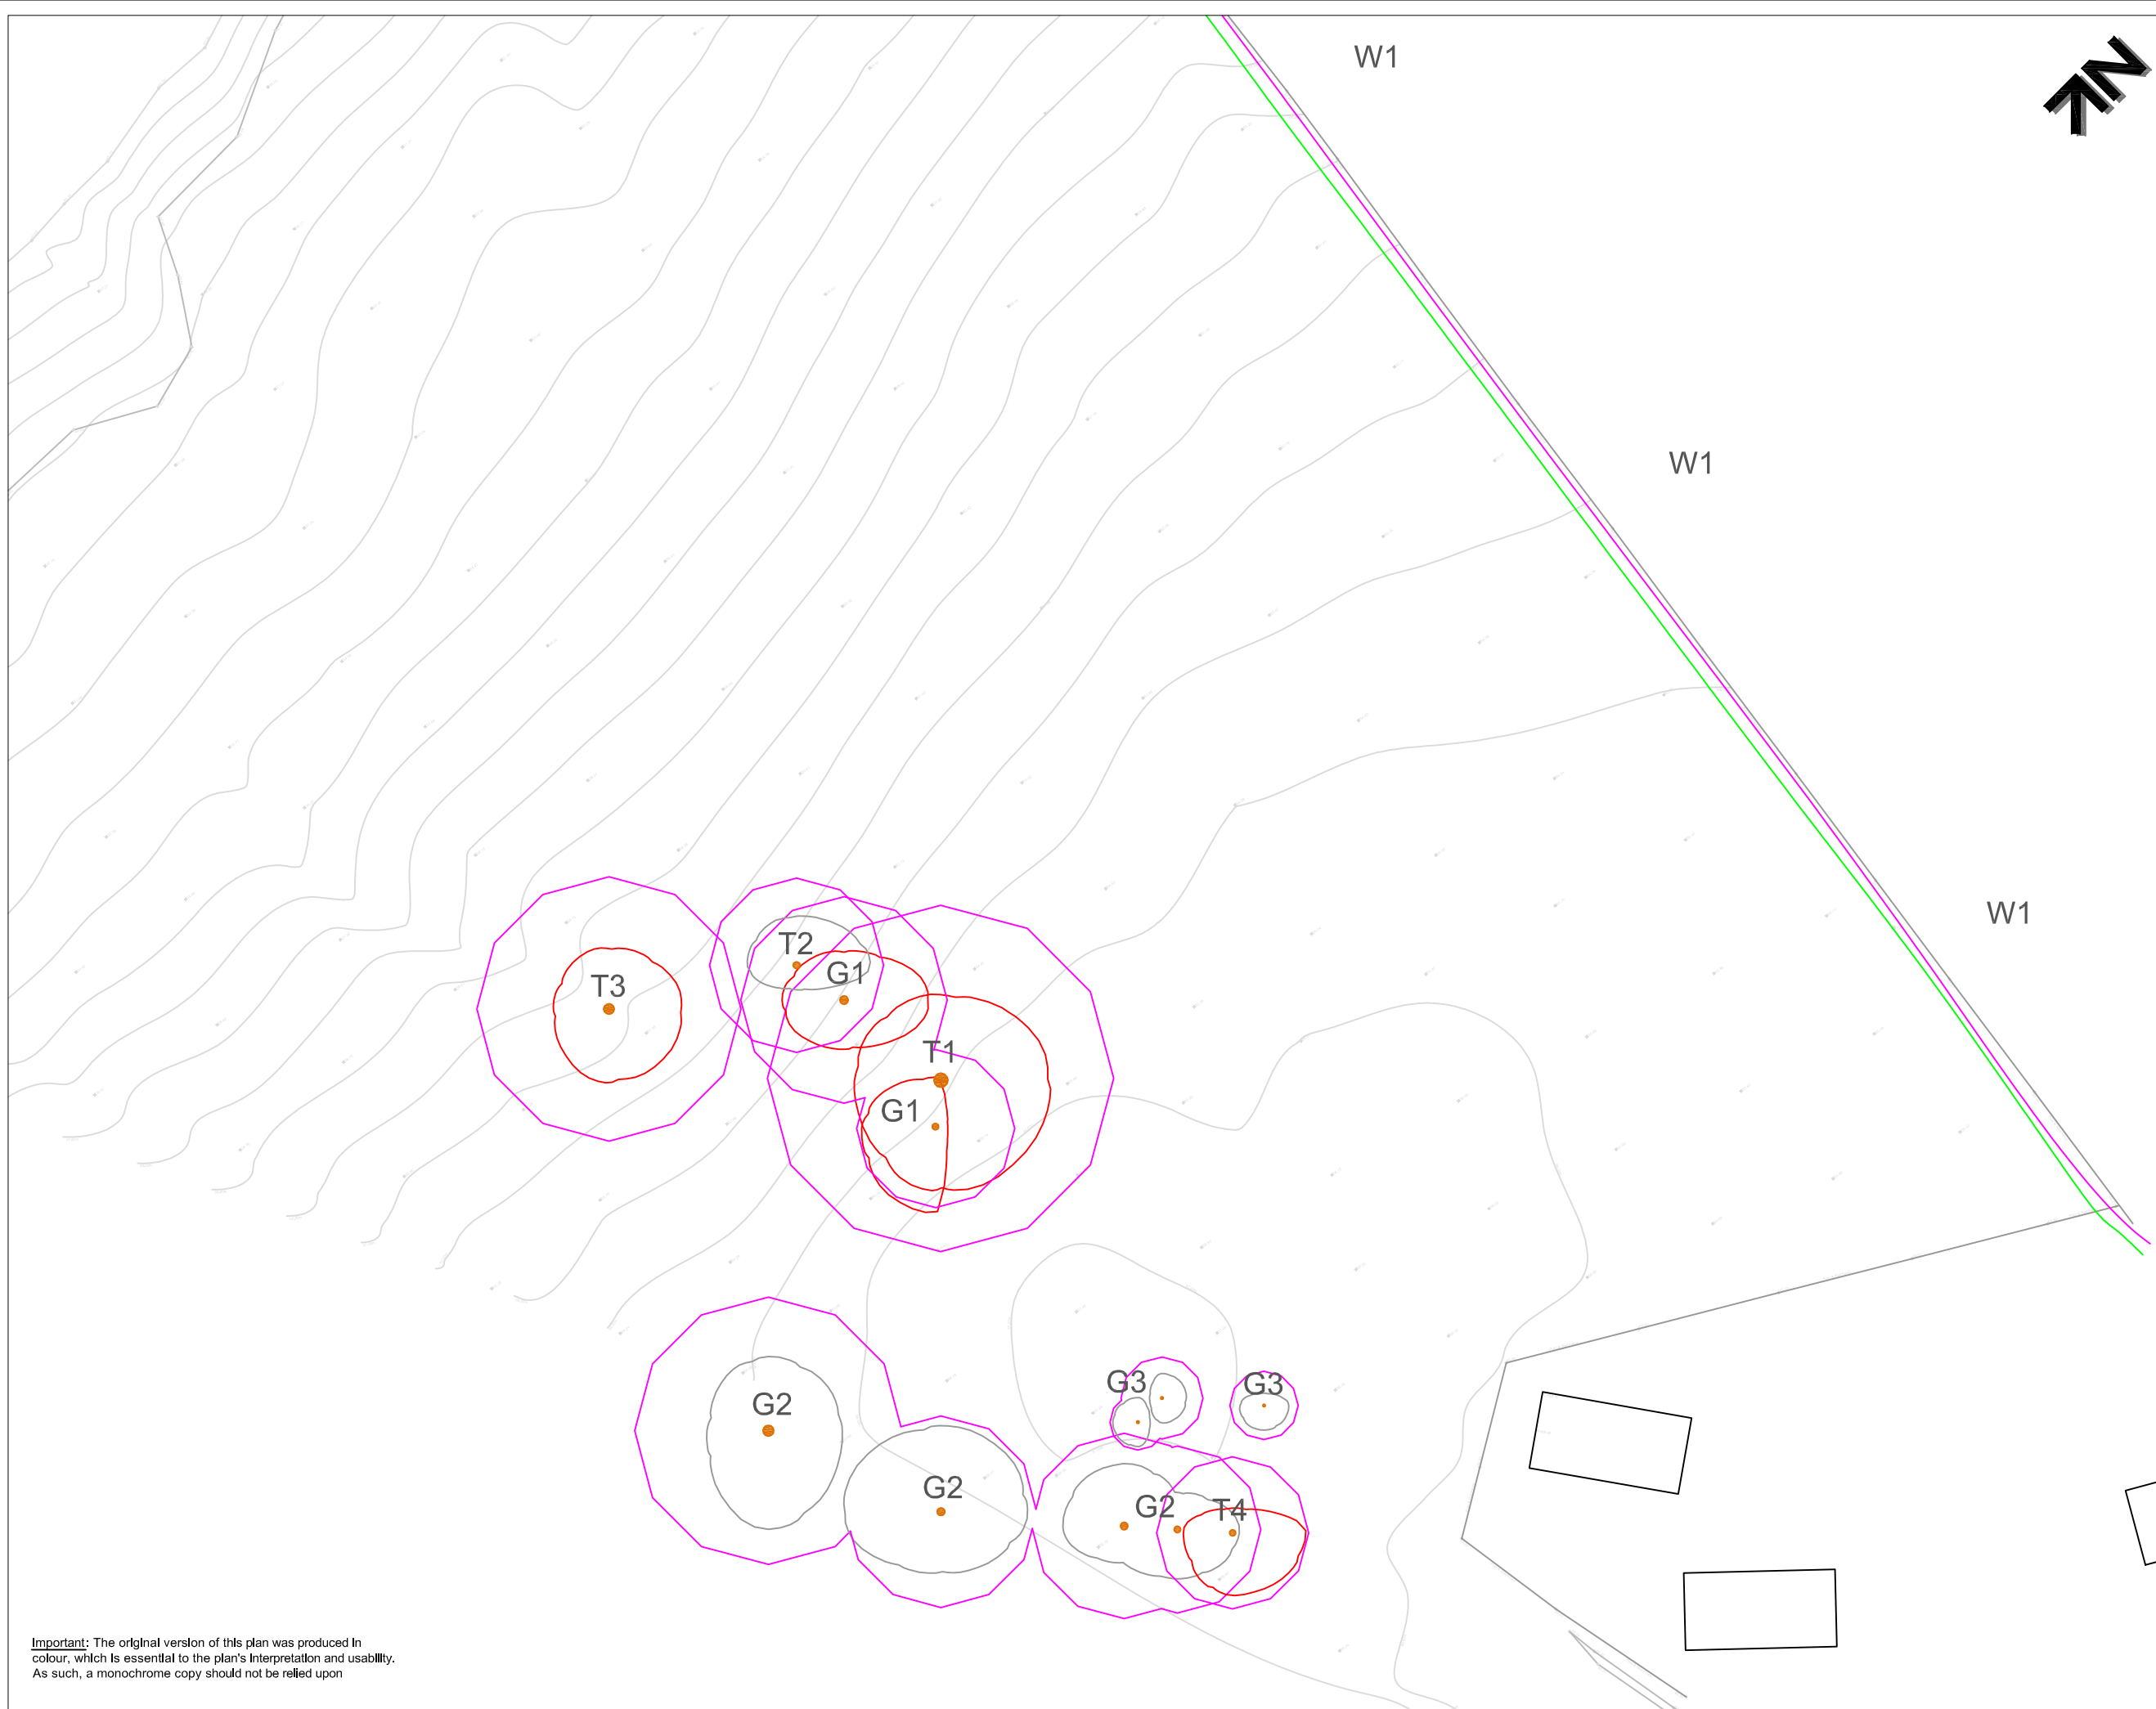 W1
N
W1
W1
T2
G1
T3
T1
G1
G3
G3
G2
G2
G2
T4
Important: The original version of this plan was produced in
colour, which is essential to the plan's interpretation and usability.
As such, a monochrome copy should not be relied upon